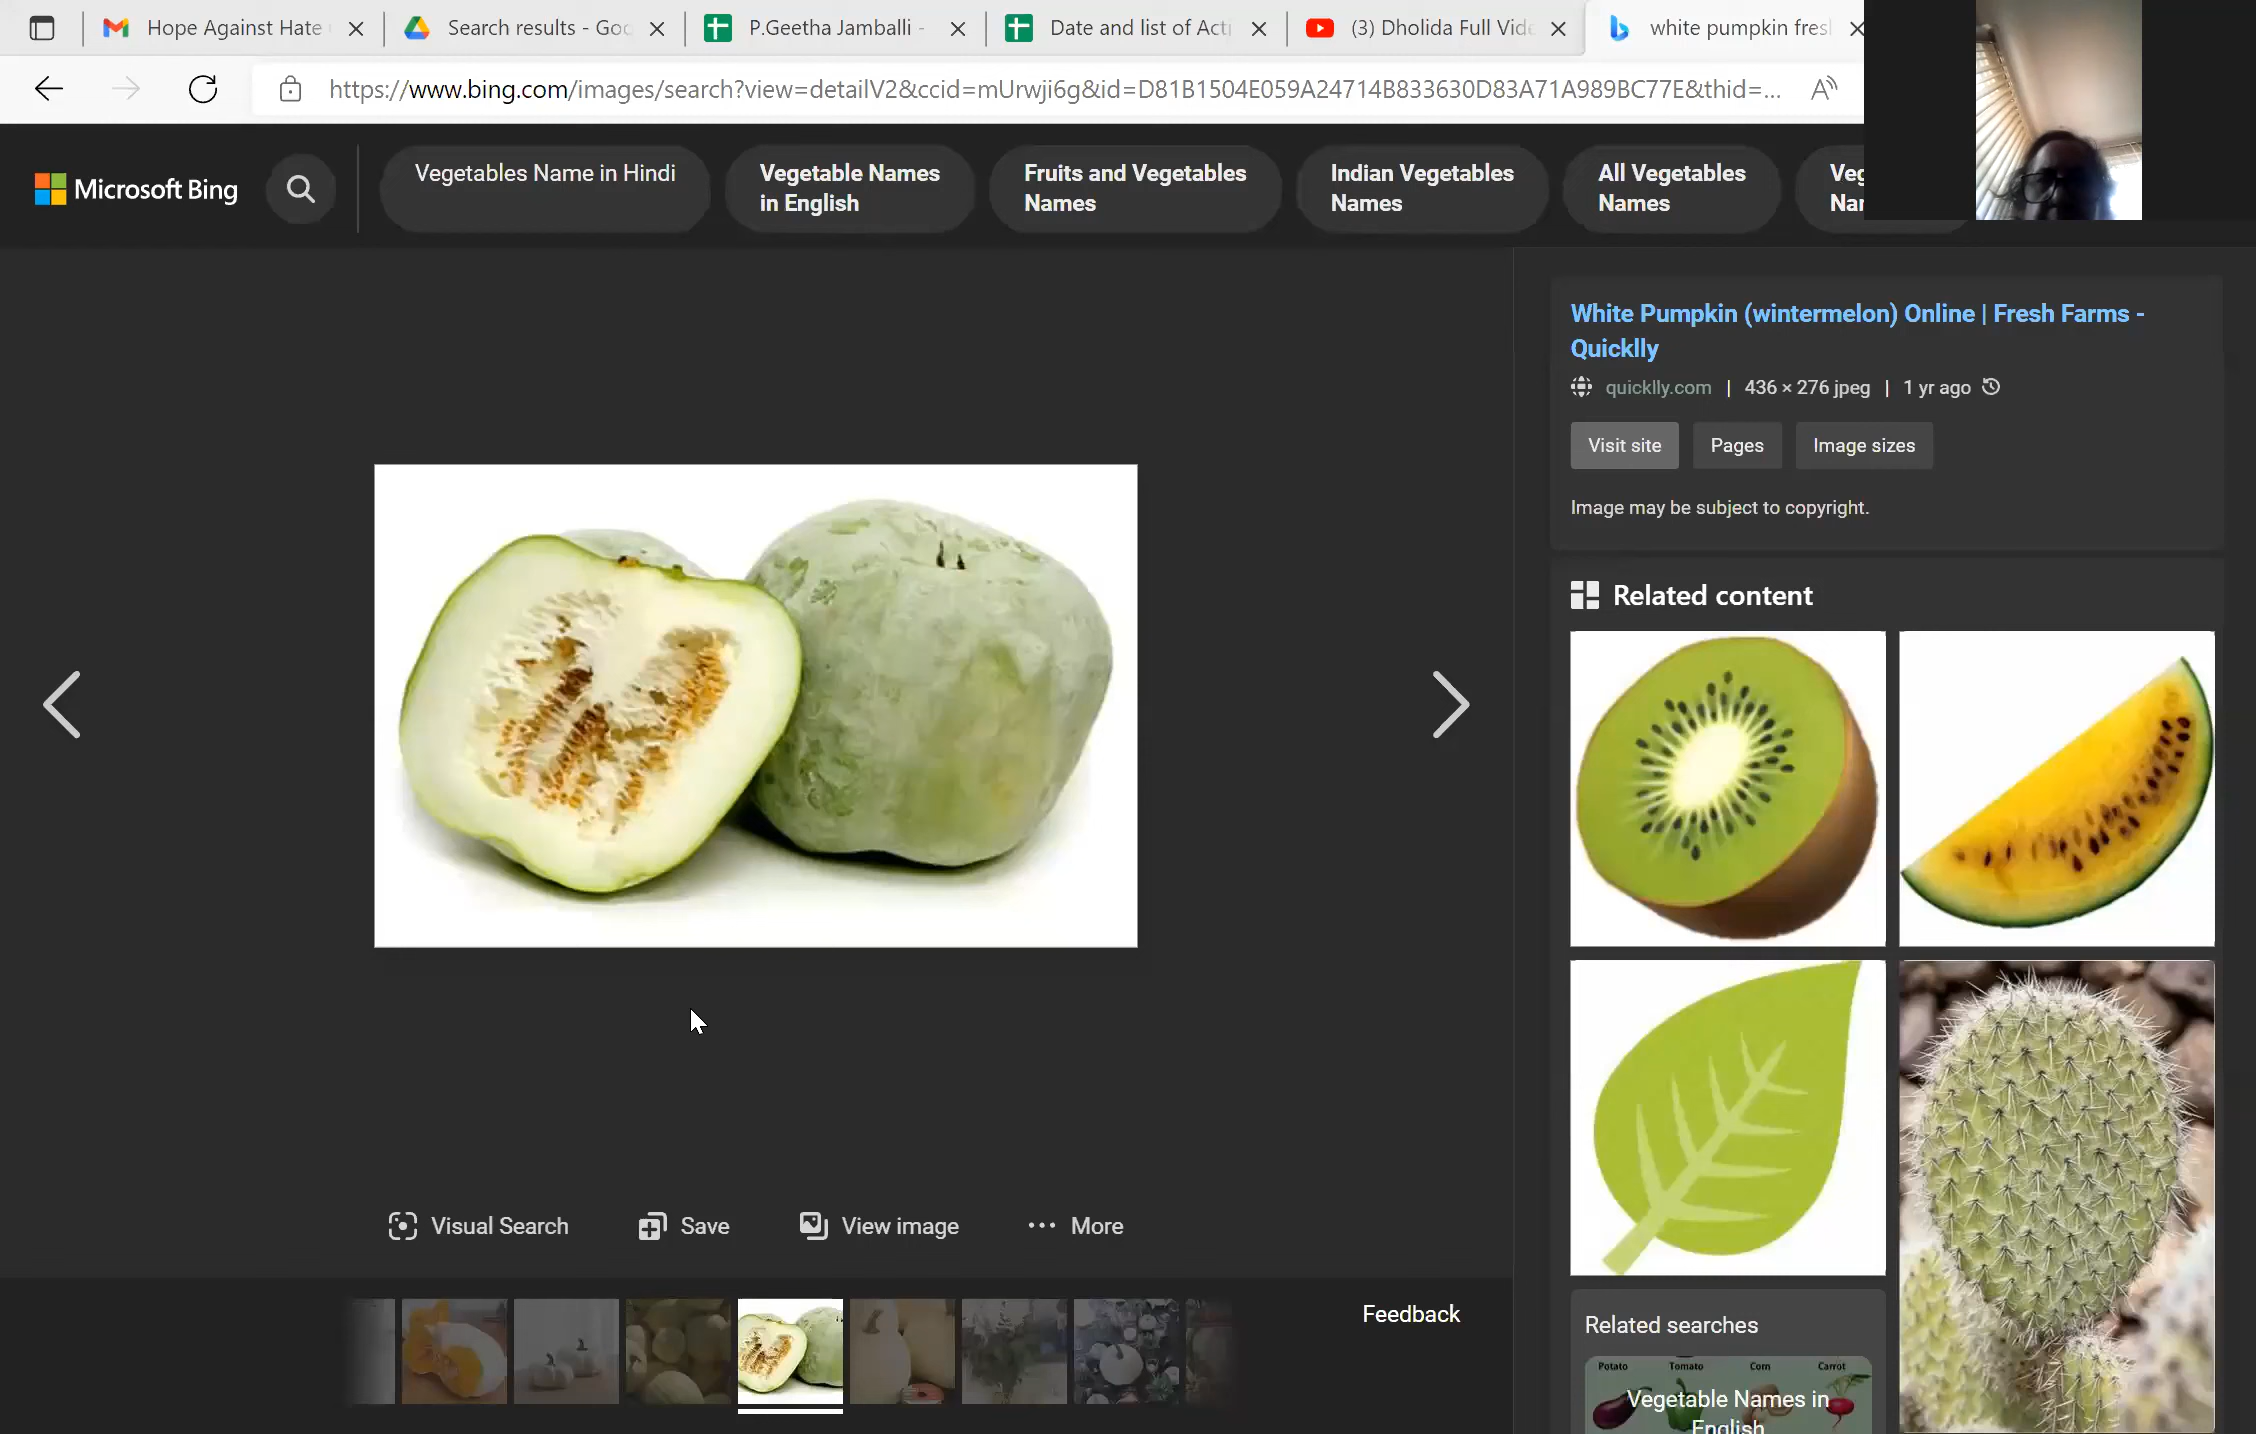 Hope Against Hate
Search results - Goo
P.Geetha Jamballi -
Date and list of Act
(3) Dholida Full Vide
white pumpkin fres
https://www.bing.com/images/search?view=detailV2&ccid=mUrwji6g&id=D81B1504E059A24714B833630D83A71A989BC77E&thid=...
Microsoft Bing
Vegetables Name in Hindi
Vegetable Names
in English
Fruits and Vegetables
Names
Indian Vegetables
Names
All Vegetables
Names
Veg
Nar
White Pumpkin (wintermelon) Online | Fresh Farms -
Quicklly
quicklly.com | 436 × 276 jpeg | 1 yr ago
Visit site
Pages
Image sizes
Image may be subject to copyright.
Related content
Visual Search
Save
View image
More
Feedback
Related searches
Potato Tomato Corn Carrot
Vegetable Names in
English